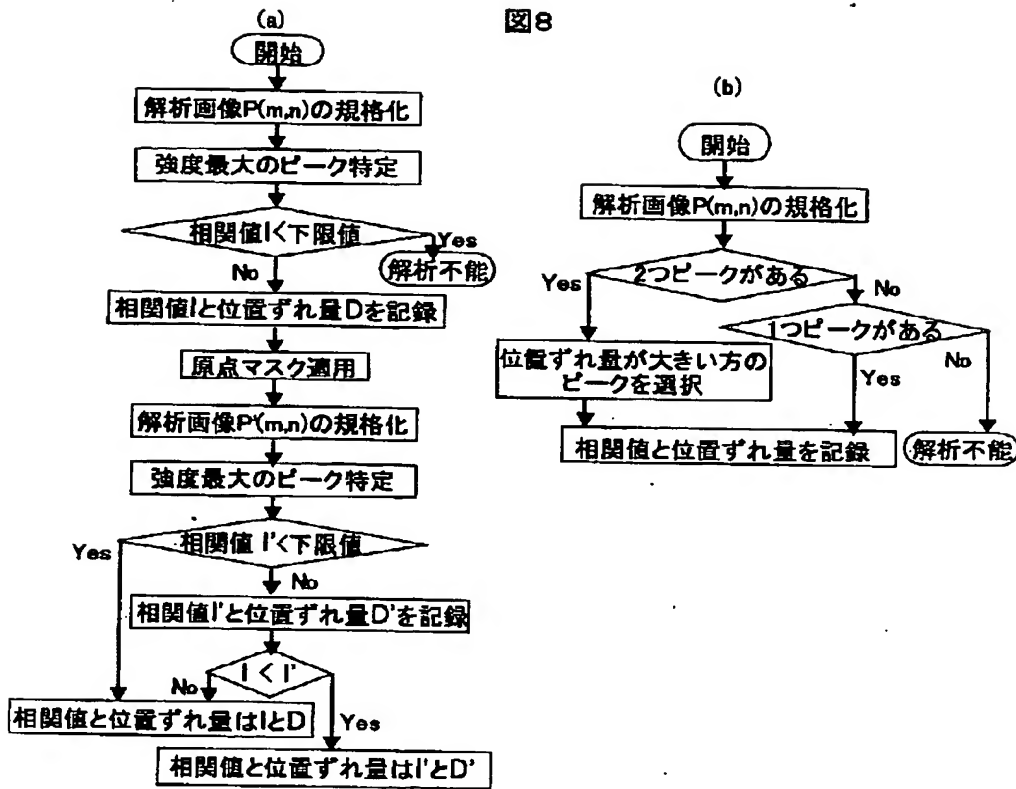 図8
(a)
開始
解析画像P(m,n)の規格化
強度最大のピーク特定
相関値I<下限値
Yes
解析不能
No
相関値Iと位置ずれ量Dを記録
原点マスク適用
解析画像P'(m,n)の規格化
強度最大のピーク特定
相関値I'<下限値
Yes
No
相関値I'と位置ずれ量D'を記録
I < I'
No
Yes
相関値と位置ずれ量はIとD
相関値と位置ずれ量はI'とD'
(b)
開始
解析画像P(m,n)の規格化
2つピークがある
Yes
No
1つピークがある
位置ずれ量が大きい方の
ピークを選択
Yes
No
相関値と位置ずれ量を記録
解析不能